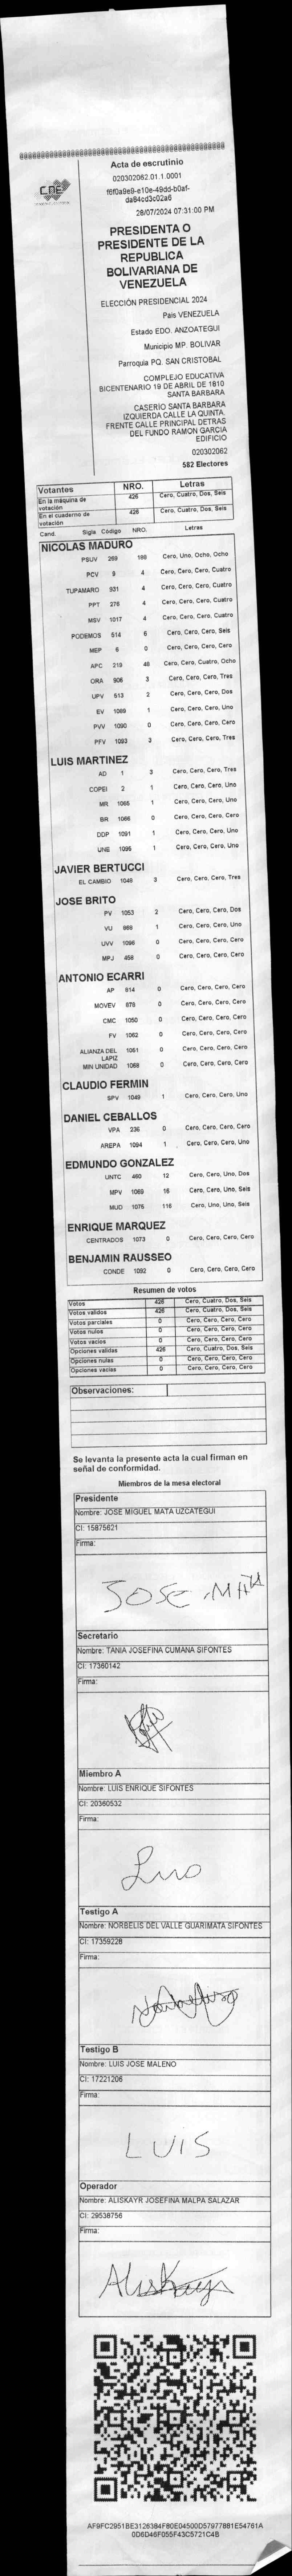 CNE
Acta de escrutinio
020302062.01.1.0001
f6f0a9e9-e10e-49dd-b0af-
da84cd3c02a6
28/07/2024 07:31:00 PM
PRESIDENTA O
PRESIDENTE DE LA
REPUBLICA
BOLIVARIANA DE
VENEZUELA
ELECCIÓN PRESIDENCIAL 2024
Pais VENEZUELA
Estado EDO. ANZOATEGUI
Municipio MP. BOLIVAR
Parroquia PQ. SAN CRISTOBAL
COMPLEJO EDUCATIVA
BICENTENARIO 19 DE ABRIL DE 1810
SANTA BARBARA
CASERIO SANTA BARBARA
IZQUIERDA CALLE LA QUINTA.
FRENTE CALLE PRINCIPAL DETRAS
DEL FUNDO RAMON GARCIA
EDIFICIO
020302062
582 Electores
Votantes NRO. Letras
En la máquina de votación 426 Cero, Cuatro, Dos, Seis
En el cuaderno de votación 426 Cero, Cuatro, Dos, Seis
Cand. Sigla Código NRO. Letras
NICOLAS MADURO
PSUV 269 188 Cero, Uno, Ocho, Ocho
PCV 9 4 Cero, Cero, Cero, Cuatro
TUPAMARO 931 4 Cero, Cero, Cero, Cuatro
PPT 276 4 Cero, Cero, Cero, Cuatro
MSV 1017 4 Cero, Cero, Cero, Cuatro
PODEMOS 514 6 Cero, Cero, Cero, Seis
MEP 6 0 Cero, Cero, Cero, Cero
APC 219 48 Cero, Cero, Cuatro, Ocho
ORA 906 3 Cero, Cero, Cero, Tres
UPV 513 2 Cero, Cero, Cero, Dos
EV 1089 1 Cero, Cero, Cero, Uno
PVV 1090 0 Cero, Cero, Cero, Cero
PFV 1093 3 Cero, Cero, Cero, Tres
LUIS MARTINEZ
AD 1 3 Cero, Cero, Cero, Tres
COPEI 2 1 Cero, Cero, Cero, Uno
MR 1065 1 Cero, Cero, Cero, Uno
BR 1066 0 Cero, Cero, Cero, Cero
DDP 1091 1 Cero, Cero, Cero, Uno
UNE 1095 1 Cero, Cero, Cero, Uno
JAVIER BERTUCCI
EL CAMBIO 1048 3 Cero, Cero, Cero, Tres
JOSE BRITO
PV 1053 2 Cero, Cero, Cero, Dos
VU 868 1 Cero, Cero, Cero, Uno
UVV 1096 0 Cero, Cero, Cero, Cero
MPJ 458 0 Cero, Cero, Cero, Cero
ANTONIO ECARRI
AP 914 0 Cero, Cero, Cero, Cero
MOVEV 878 0 Cero, Cero, Cero, Cero
CMC 1050 0 Cero, Cero, Cero, Cero
FV 1062 0 Cero, Cero, Cero, Cero
ALIANZA DEL LAPIZ 1051 0 Cero, Cero, Cero, Cero
MIN UNIDAD 1068 0 Cero, Cero, Cero, Cero
CLAUDIO FERMIN
SPV 1049 1 Cero, Cero, Cero, Uno
DANIEL CEBALLOS
VPA 236 0 Cero, Cero, Cero, Cero
AREPA 1094 1 Cero, Cero, Cero, Uno
EDMUNDO GONZALEZ
UNTC 460 12 Cero, Cero, Uno, Dos
MPV 1069 16 Cero, Cero, Uno, Seis
MUD 1075 116 Cero, Uno, Uno, Seis
ENRIQUE MARQUEZ
CENTRADOS 1073 0 Cero, Cero, Cero, Cero
BENJAMIN RAUSSEO
CONDE 1092 0 Cero, Cero, Cero, Cero
Resumen de votos
Votos 426 Cero, Cuatro, Dos, Seis
Votos validos 426 Cero, Cuatro, Dos, Seis
Votos parciales 0 Cero, Cero, Cero, Cero
Votos nulos 0 Cero, Cero, Cero, Cero
Votos vacios 0 Cero, Cero, Cero, Cero
Opciones validas 426 Cero, Cuatro, Dos, Seis
Opciones nulas 0 Cero, Cero, Cero, Cero
Opciones vacias 0 Cero, Cero, Cero, Cero
Observaciones:
Se levanta la presente acta la cual firman en
señal de conformidad.
Miembros de la mesa electoral
Presidente
Nombre: JOSE MIGUEL MATA UZCATEGUI
CI: 15875621
Firma:
JOSE MATA
Secretario
Nombre: TANIA JOSEFINA CUMANA SIFONTES
CI: 17360142
Firma:
Miembro A
Nombre: LUIS ENRIQUE SIFONTES
CI: 20360532
Firma:
Testigo A
Nombre: NORBELIS DEL VALLE GUARIMATA SIFONTES
CI: 17359228
Firma:
Testigo B
Nombre: LUIS JOSE MALENO
CI: 17221206
Firma:
LUIS
Operador
Nombre: ALISKAYR JOSEFINA MALPA SALAZAR
CI: 29538756
Firma:
Aliskayr
AF9FC2951BE3126384F80E04500D57977881E54761A
0D6D46F055F43C5721C4B